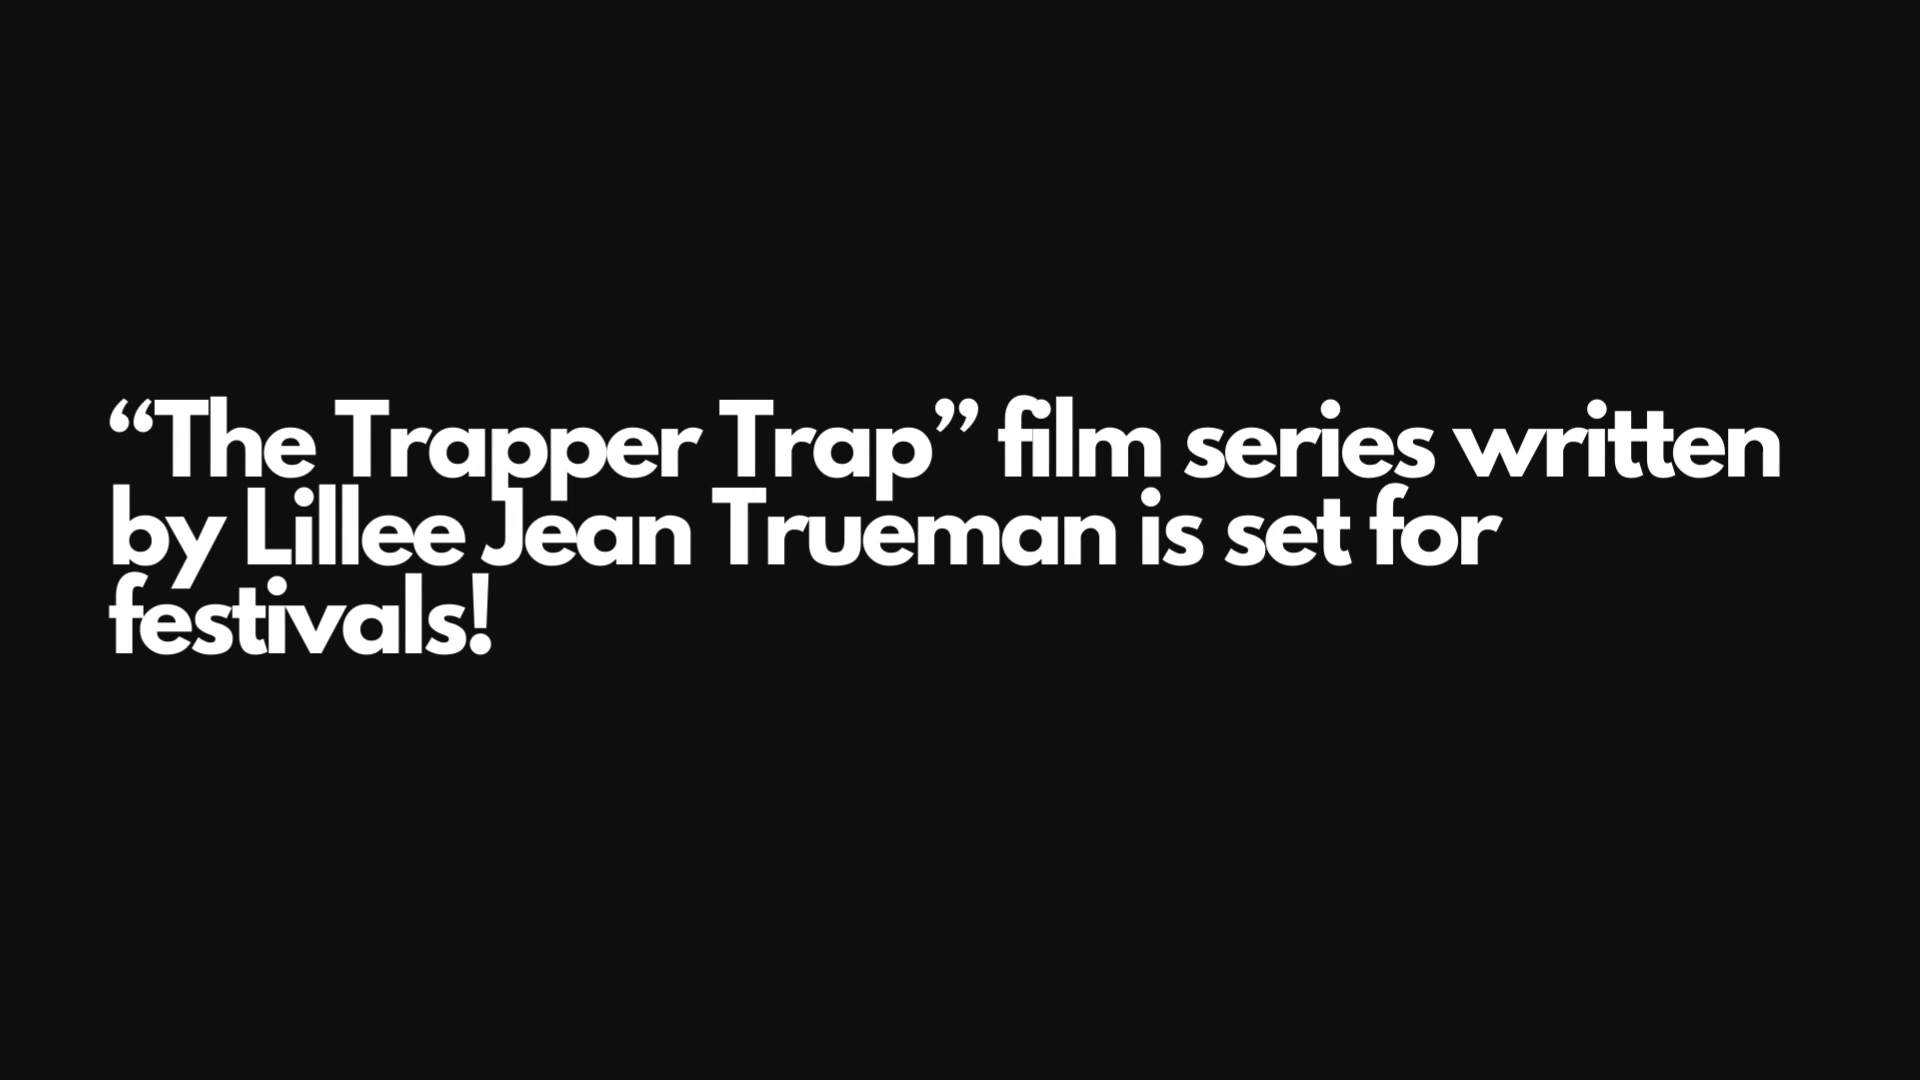 “The Trapper Trap” film series written
by Lillee Jean Trueman is set for
festivals!